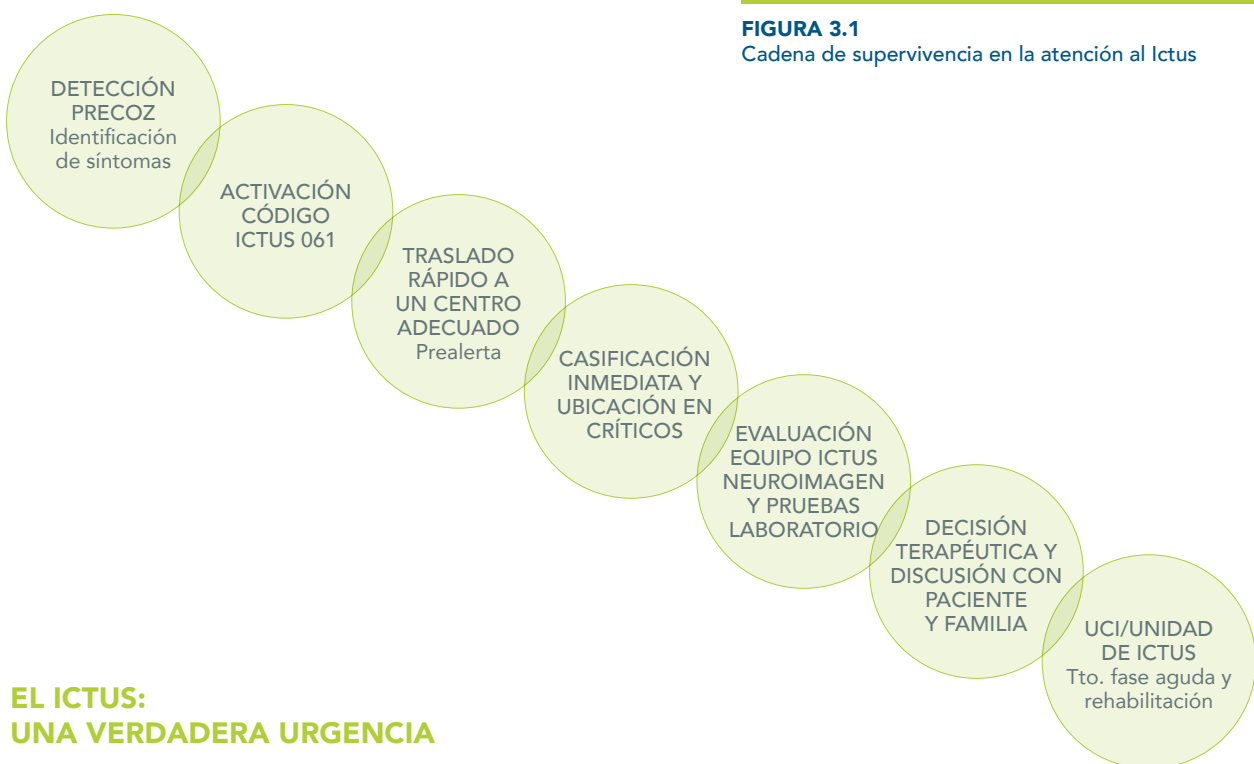 FIGURA 3.1
Cadena de supervivencia en la atención al Ictus
DETECCIÓN
PRECOZ
Identificación
de síntomas
ACTIVACIÓN
CÓDIGO
ICTUS 061
TRASLADO
RÁPIDO A
UN CENTRO
ADECUADO
Prealerta
CASIFICACIÓN
INMEDIATA Y
UBICACIÓN EN
CRÍTICOS
EVALUACIÓN
EQUIPO ICTUS
NEUROIMAGEN
Y PRUEBAS
LABORATORIO
DECISIÓN
TERAPÉUTICA Y
DISCUSIÓN CON
PACIENTE
Y FAMILIA
UCI/UNIDAD
DE ICTUS
Tto. fase aguda y
rehabilitación
EL ICTUS:
UNA VERDADERA URGENCIA